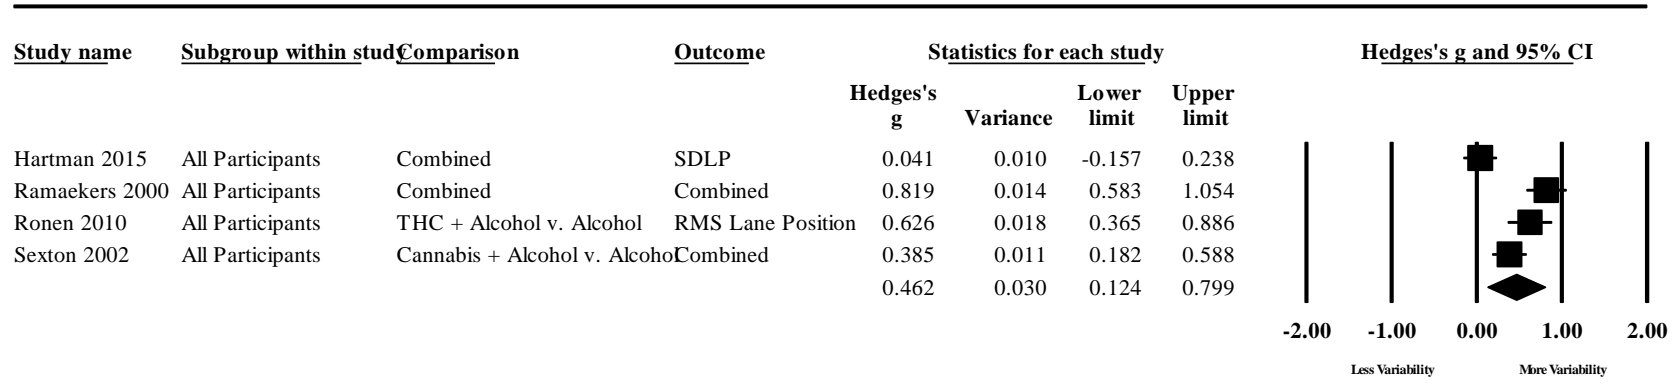 Study name Subgroup within study Comparison Outcome Statistics for each study Hedges's g and 95% CI
Hedges's Lower Upper
g Variance limit limit
Hartman 2015 All Participants Combined SDLP 0.041 0.010 -0.157 0.238
Ramaekers 2000 All Participants Combined Combined 0.819 0.014 0.583 1.054
Ronen 2010 All Participants THC + Alcohol v. Alcohol RMS Lane Position 0.626 0.018 0.365 0.886
Sexton 2002 All Participants Cannabis + Alcohol v. Alcohol Combined 0.385 0.011 0.182 0.588
0.462 0.030 0.124 0.799
-2.00 -1.00 0.00 1.00 2.00
Less Variability More Variability